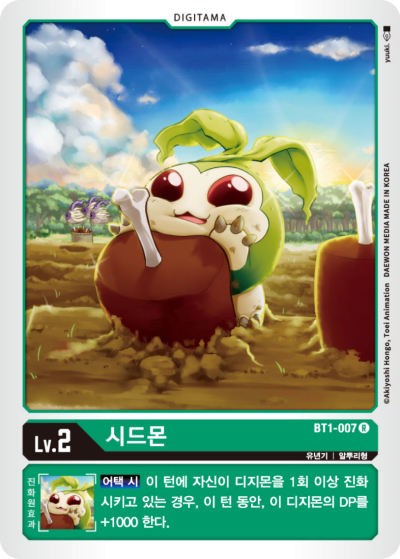 DIGITAMA
yuuki.
©Akiyoshi Hongo, Toei Animation DAEWON MEDIA MADE IN KOREA
BT1-007 R
Lv.2 시드몬
유년기 | 알뿌리형
진화원효과
어택 시 이 턴에 자신이 디지몬을 1회 이상 진화
시키고 있는 경우, 이 턴 동안, 이 디지몬의 DP를
+1000 한다.